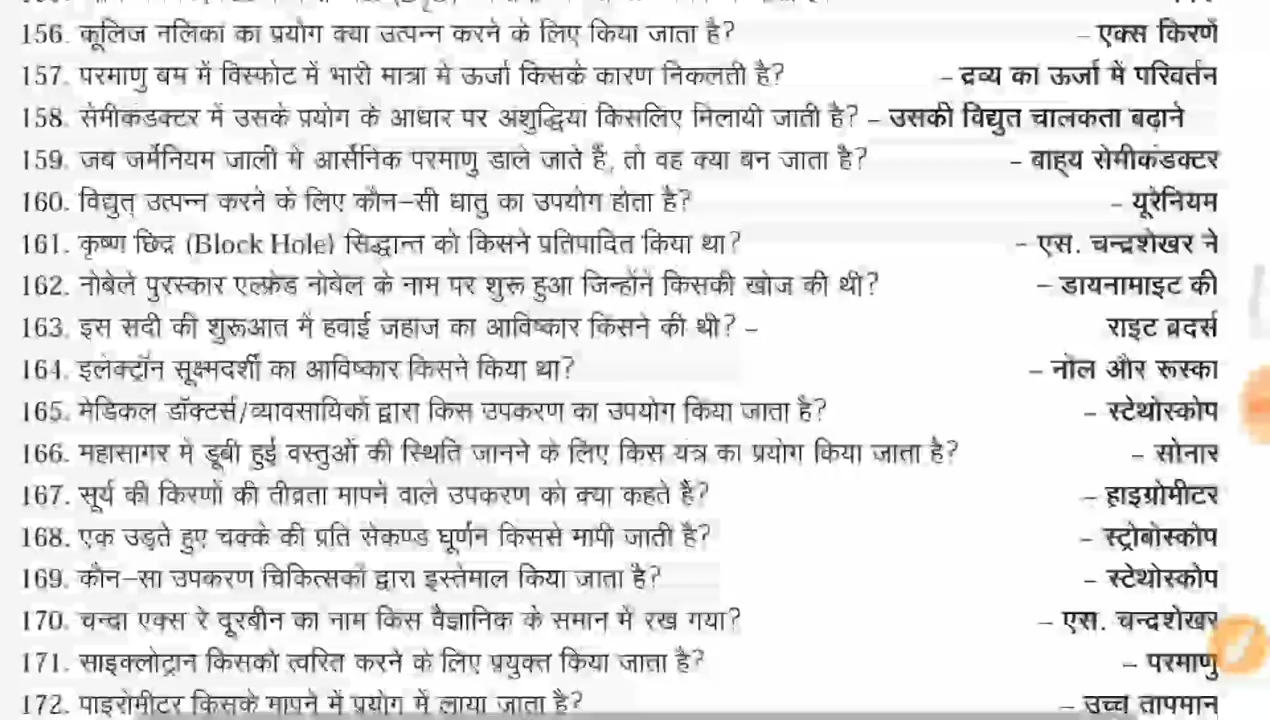 156. कूलिज नलिका का प्रयोग क्या उत्पन्न करने के लिए किया जाता है? – एक्स किरणें
157. परमाणु बम में विस्फोट में भारी मात्रा में ऊर्जा किसके कारण निकलती है? – द्रव्य का ऊर्जा में परिवर्तन
158. सेमीकंडक्टर में उसके प्रयोग के आधार पर अशुद्धियां किसलिए मिलायी जाती है? – उसकी विद्युत चालकता बढ़ाने
159. जब जर्मेनियम जाली में आर्सेनिक परमाणु डाले जाते हैं, तो वह क्या बन जाता है? – बाह्य सेमीकंडक्टर
160. विद्युत् उत्पन्न करने के लिए कौन–सी धातु का उपयोग होता है? – यूरेनियम
161. कृष्ण छिद्र (Block Hole) सिद्धान्त को किसने प्रतिपादित किया था? – एस. चन्द्रशेखर ने
162. नोबेले पुरस्कार एल्फ्रेड नोबेल के नाम पर शुरू हुआ जिन्होंने किसकी खोज की थी? – डायनामाइट की
163. इस सदी की शुरूआत में हवाई जहाज का आविष्कार किसने की थी? – राइट ब्रदर्स
164. इलेक्ट्रॉन सूक्ष्मदर्शी का आविष्कार किसने किया था? – नोल और रूस्का
165. मेडिकल डॉक्टर्स/व्यावसायिकों द्वारा किस उपकरण का उपयोग किया जाता है? – स्टेथोस्कोप
166. महासागर में डूबी हुई वस्तुओं की स्थिति जानने के लिए किस यंत्र का प्रयोग किया जाता है? – सोनार
167. सूर्य की किरणों की तीव्रता मापने वाले उपकरण को क्या कहते हैं? – हाइग्रोमीटर
168. एक उड़ते हुए चक्के की प्रति सेकण्ड घूर्णन किससे मापी जाती है? – स्ट्रोबोस्कोप
169. कौन–सा उपकरण चिकित्सकों द्वारा इस्तेमाल किया जाता है? – स्टेथोस्कोप
170. चन्द्रा एक्स रे दूरबीन का नाम किस वैज्ञानिक के समान में रख गया? – एस. चन्द्रशेखर
171. साइक्लोट्रान किसको त्वरित करने के लिए प्रयुक्त किया जाता है? – परमाणु
172. पाइरोमीटर किसके मापने में प्रयोग में लाया जाता है? – उच्च तापमान